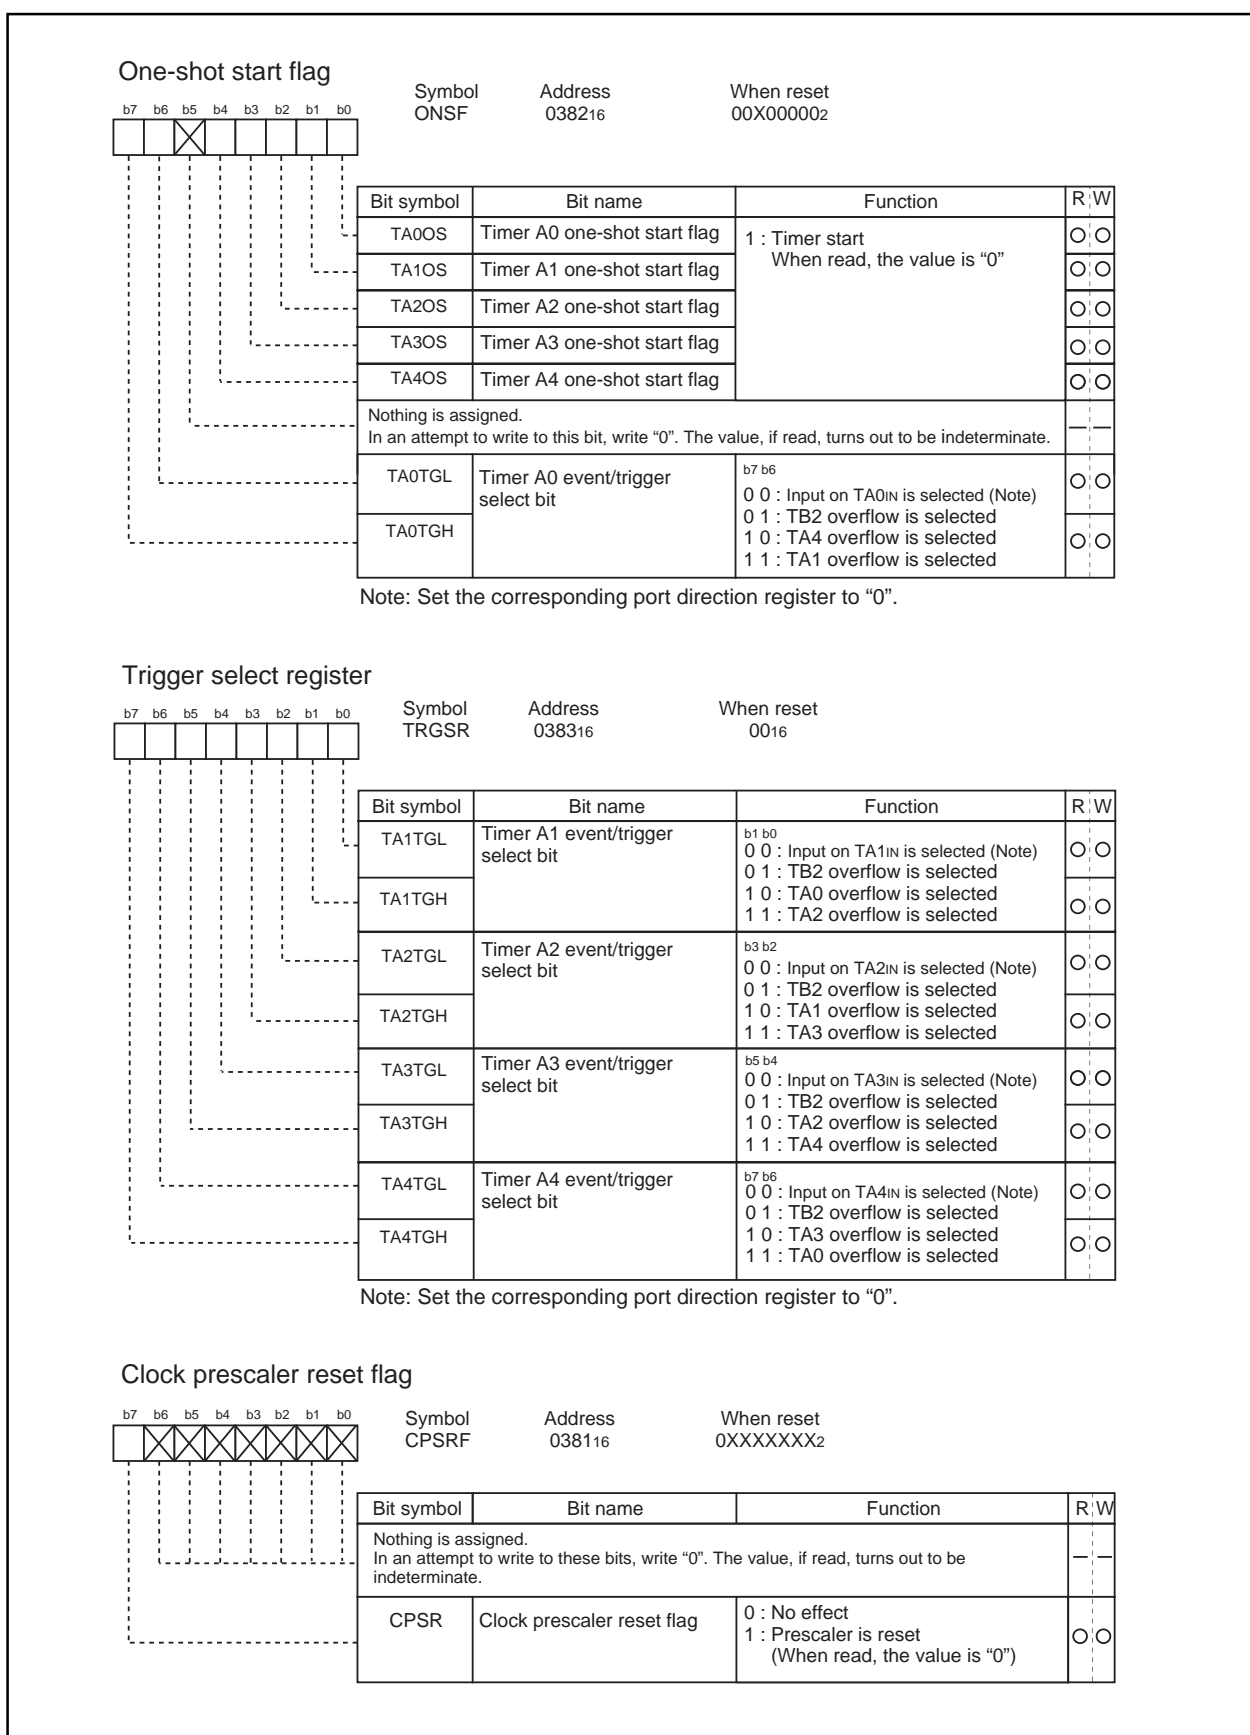 One-shot start flag
Symbol Address When reset
ONSF 038216 00X000002
b7 b6 b5 b4 b3 b2 b1 b0
Bit symbol Bit name Function R W
TA0OS Timer A0 one-shot start flag 1 : Timer start
When read, the value is “0”
TA1OS Timer A1 one-shot start flag
TA2OS Timer A2 one-shot start flag
TA3OS Timer A3 one-shot start flag
TA4OS Timer A4 one-shot start flag
Nothing is assigned.
In an attempt to write to this bit, write “0”. The value, if read, turns out to be indeterminate.
TA0TGL Timer A0 event/trigger
select bit
TA0TGH
b7 b6
0 0 : Input on TA0IN is selected (Note)
0 1 : TB2 overflow is selected
1 0 : TA4 overflow is selected
1 1 : TA1 overflow is selected
Note: Set the corresponding port direction register to “0”.
Trigger select register
Symbol Address When reset
TRGSR 038316 0016
b7 b6 b5 b4 b3 b2 b1 b0
Bit symbol Bit name Function R W
TA1TGL Timer A1 event/trigger
select bit
TA1TGH
b1 b0
0 0 : Input on TA1IN is selected (Note)
0 1 : TB2 overflow is selected
1 0 : TA0 overflow is selected
1 1 : TA2 overflow is selected
TA2TGL Timer A2 event/trigger
select bit
TA2TGH
b3 b2
0 0 : Input on TA2IN is selected (Note)
0 1 : TB2 overflow is selected
1 0 : TA1 overflow is selected
1 1 : TA3 overflow is selected
TA3TGL Timer A3 event/trigger
select bit
TA3TGH
b5 b4
0 0 : Input on TA3IN is selected (Note)
0 1 : TB2 overflow is selected
1 0 : TA2 overflow is selected
1 1 : TA4 overflow is selected
TA4TGL Timer A4 event/trigger
select bit
TA4TGH
b7 b6
0 0 : Input on TA4IN is selected (Note)
0 1 : TB2 overflow is selected
1 0 : TA3 overflow is selected
1 1 : TA0 overflow is selected
Note: Set the corresponding port direction register to “0”.
Clock prescaler reset flag
Symbol Address When reset
CPSRF 038116 0XXXXXXX2
b7 b6 b5 b4 b3 b2 b1 b0
Bit symbol Bit name Function R W
Nothing is assigned.
In an attempt to write to these bits, write “0”. The value, if read, turns out to be
indeterminate.
CPSR Clock prescaler reset flag 0 : No effect
1 : Prescaler is reset
(When read, the value is “0”)